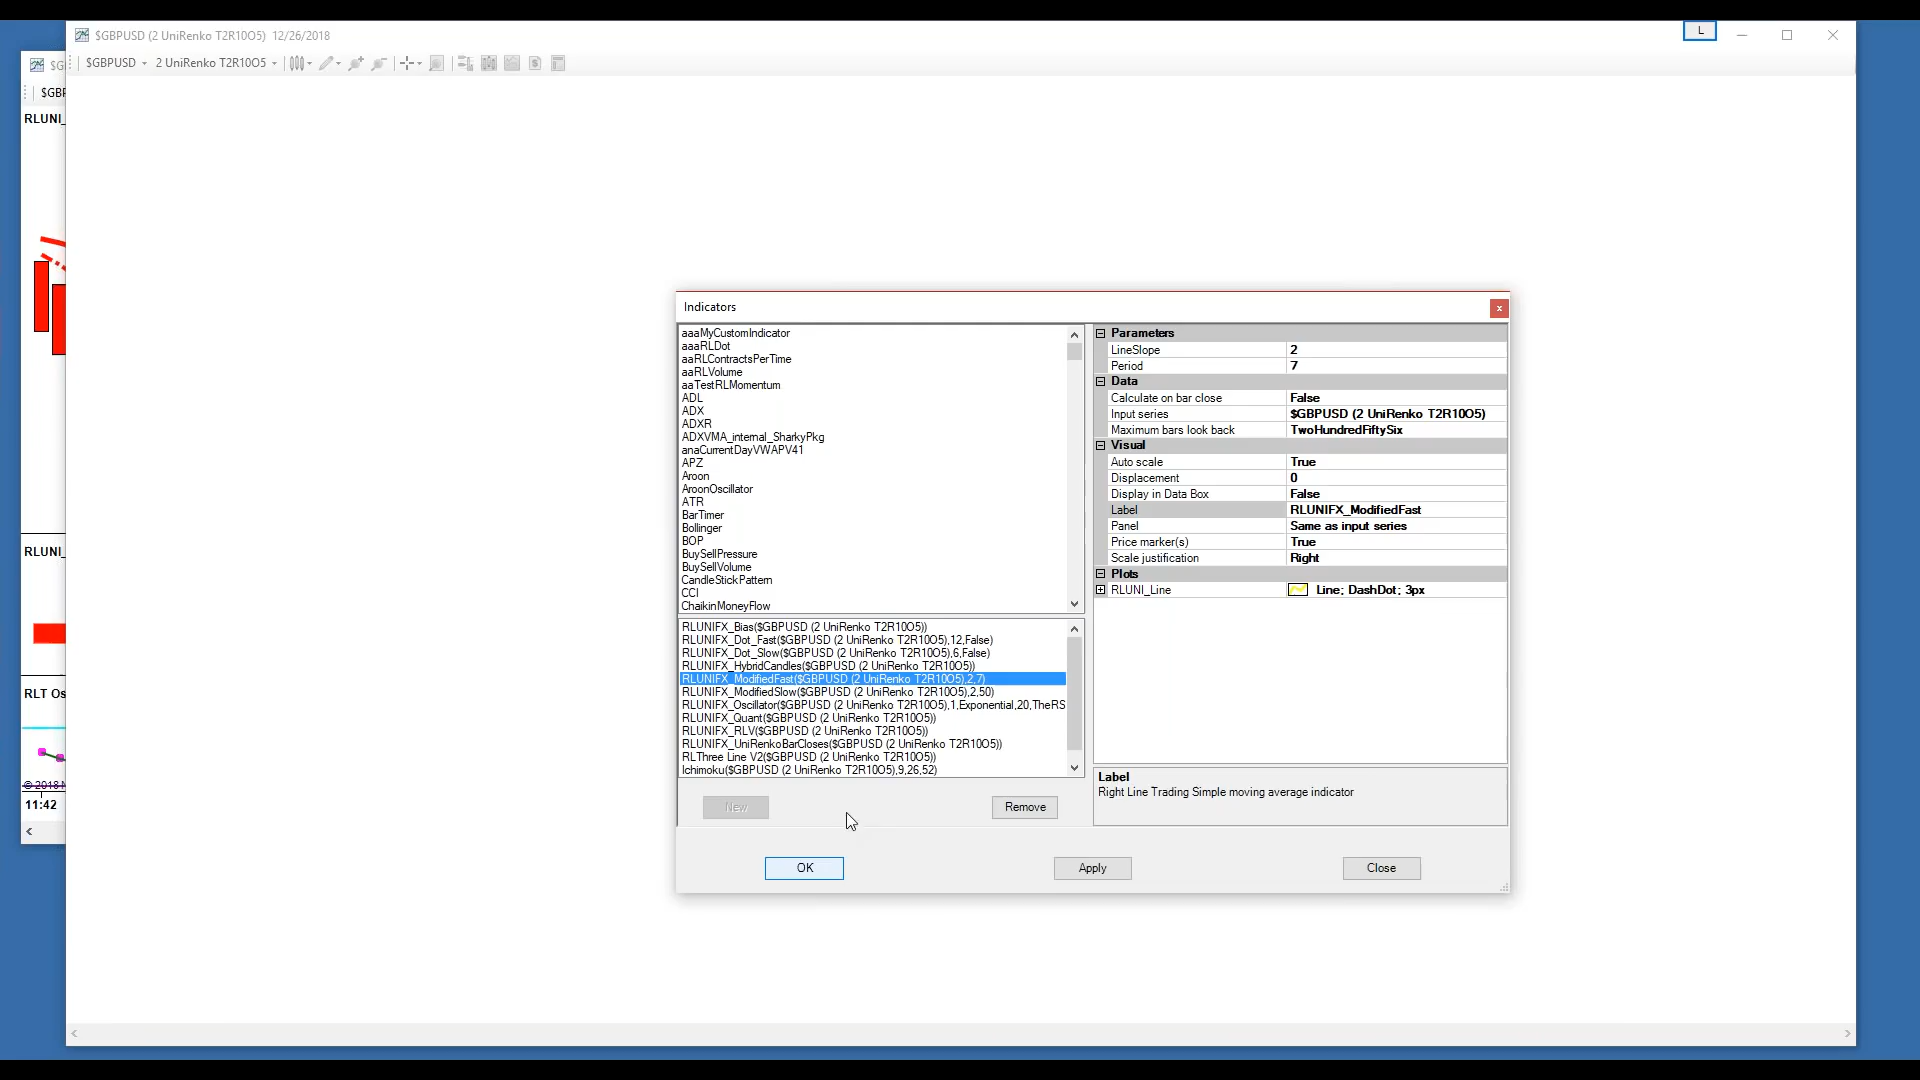 $GBPUSD (2 UniRenko T2R10O5) 12/26/2018
L
$GBPUSD
2 UniRenko T2R10O5
$G
$GBP
RLUNI_
RLUNI_
RLT Os
© 2018 N
11:42
Indicators
aaaMyCustomIndicator
aaaRLDot
aaRLContractsPerTime
aaRLVolume
aaTestRLMomentum
ADL
ADX
ADXR
ADXVMA_internal_SharkyPkg
anaCurrentDayVWAPV41
APZ
Aroon
AroonOscillator
ATR
BarTimer
Bollinger
BOP
BuySellPressure
BuySellVolume
CandleStickPattern
CCI
ChaikinMoneyFlow
RLUNIFX_Bias($GBPUSD (2 UniRenko T2R10O5))
RLUNIFX_Dot_Fast($GBPUSD (2 UniRenko T2R10O5),12,False)
RLUNIFX_Dot_Slow($GBPUSD (2 UniRenko T2R10O5),6,False)
RLUNIFX_HybridCandles($GBPUSD (2 UniRenko T2R10O5))
RLUNIFX_ModifiedFast($GBPUSD (2 UniRenko T2R10O5),2,7)
RLUNIFX_ModifiedSlow($GBPUSD (2 UniRenko T2R10O5),2,50)
RLUNIFX_Oscillator($GBPUSD (2 UniRenko T2R10O5),1,Exponential,20,TheRS
RLUNIFX_Quant($GBPUSD (2 UniRenko T2R10O5))
RLUNIFX_RLV($GBPUSD (2 UniRenko T2R10O5))
RLUNIFX_UniRenkoBarCloses($GBPUSD (2 UniRenko T2R10O5))
RLThree Line V2($GBPUSD (2 UniRenko T2R10O5))
Ichimoku($GBPUSD (2 UniRenko T2R10O5),9,26,52)
New
Remove
Parameters
LineSlope 2
Period 7
Data
Calculate on bar close False
Input series $GBPUSD (2 UniRenko T2R10O5)
Maximum bars look back TwoHundredFiftySix
Visual
Auto scale True
Displacement 0
Display in Data Box False
Label RLUNIFX_ModifiedFast
Panel Same as input series
Price marker(s) True
Scale justification Right
Plots
RLUNI_Line Line; DashDot; 3px
Label
Right Line Trading Simple moving average indicator
OK
Apply
Close